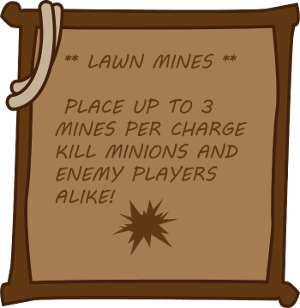 ** LAWN MINES **
PLACE UP TO 3
MINES PER CHARGE
KILL MINIONS AND
ENEMY PLAYERS
ALIKE!